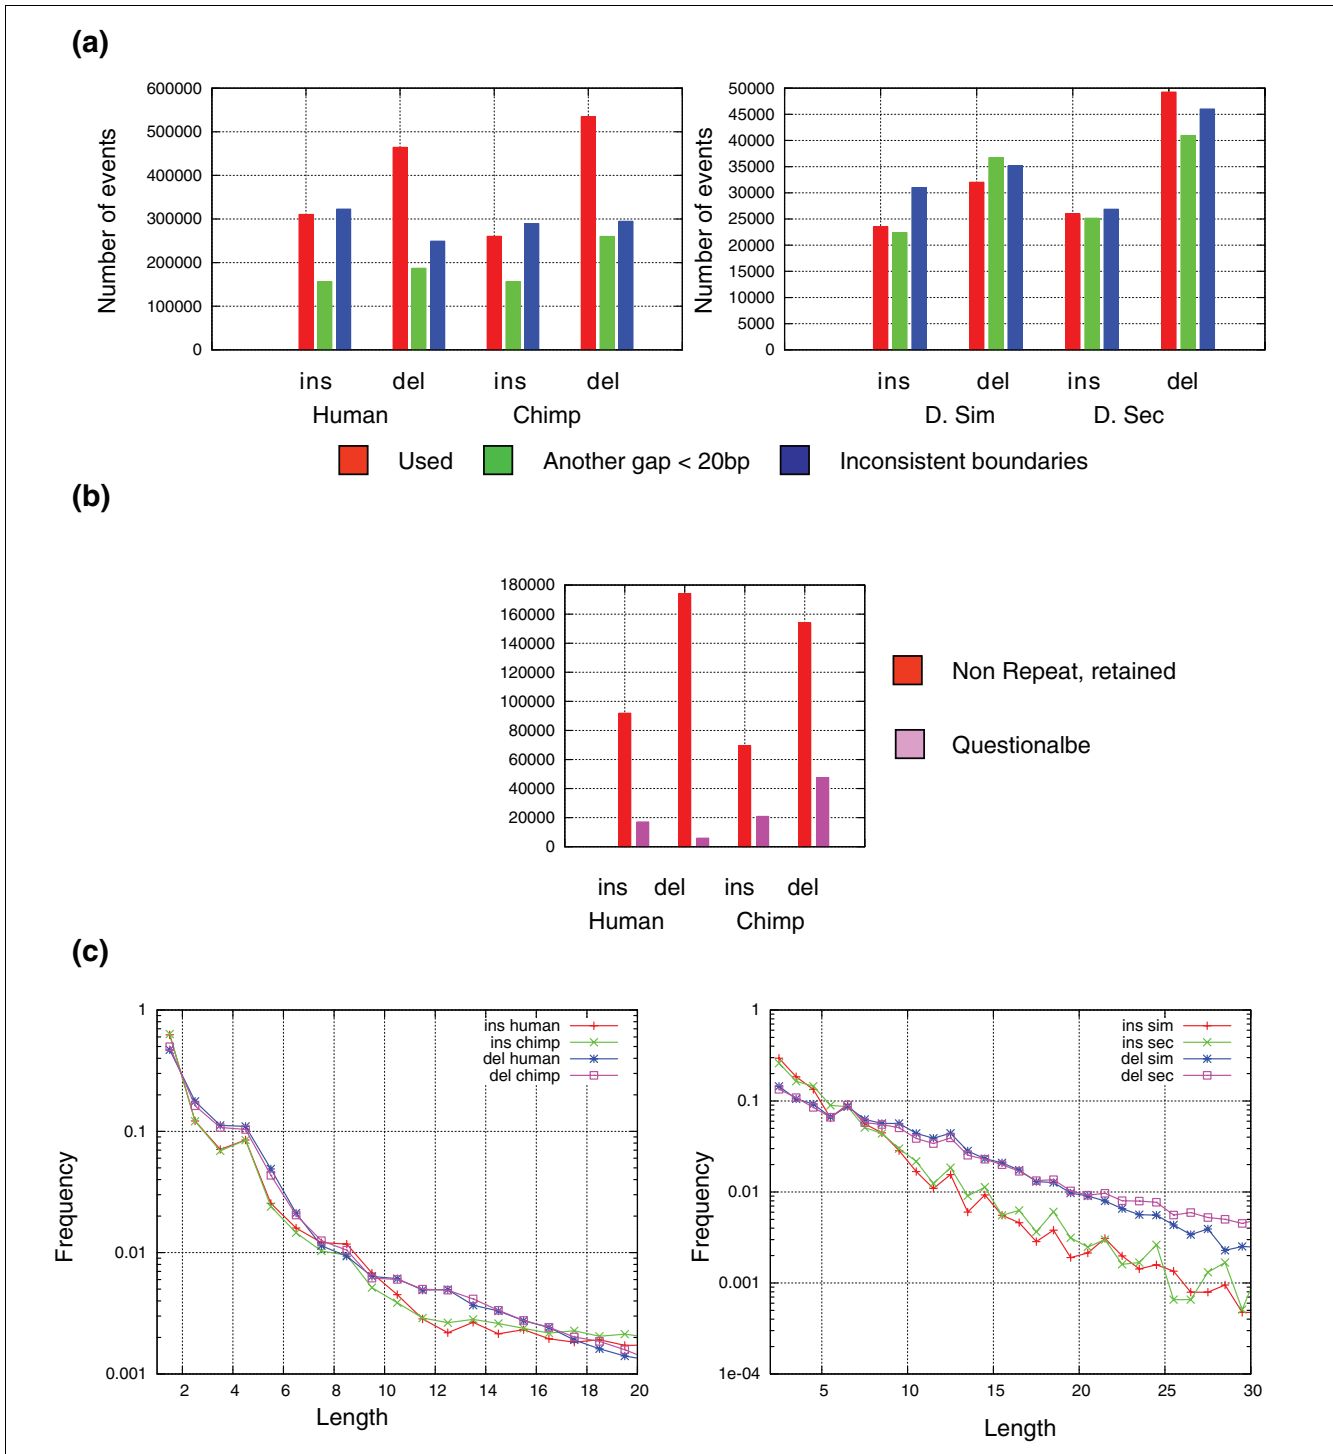 (a)
600000
500000
400000
300000
200000
100000
0
Number of events
ins del ins del
Human Chimp
50000
45000
40000
35000
30000
25000
20000
15000
10000
5000
0
Number of events
ins del ins del
D. Sim D. Sec
Used Another gap < 20bp Inconsistent boundaries
(b)
180000
160000
140000
120000
100000
80000
60000
40000
20000
0
ins del ins del
Human Chimp
Non Repeat, retained
Questionalbe
(c)
1
0.1
0.01
0.001
Frequency
ins human
ins chimp
del human
del chimp
2 4 6 8 10 12 14 16 18 20
Length
1
0.1
0.01
0.001
1e-04
Frequency
ins sim
ins sec
del sim
del sec
5 10 15 20 25 30
Length